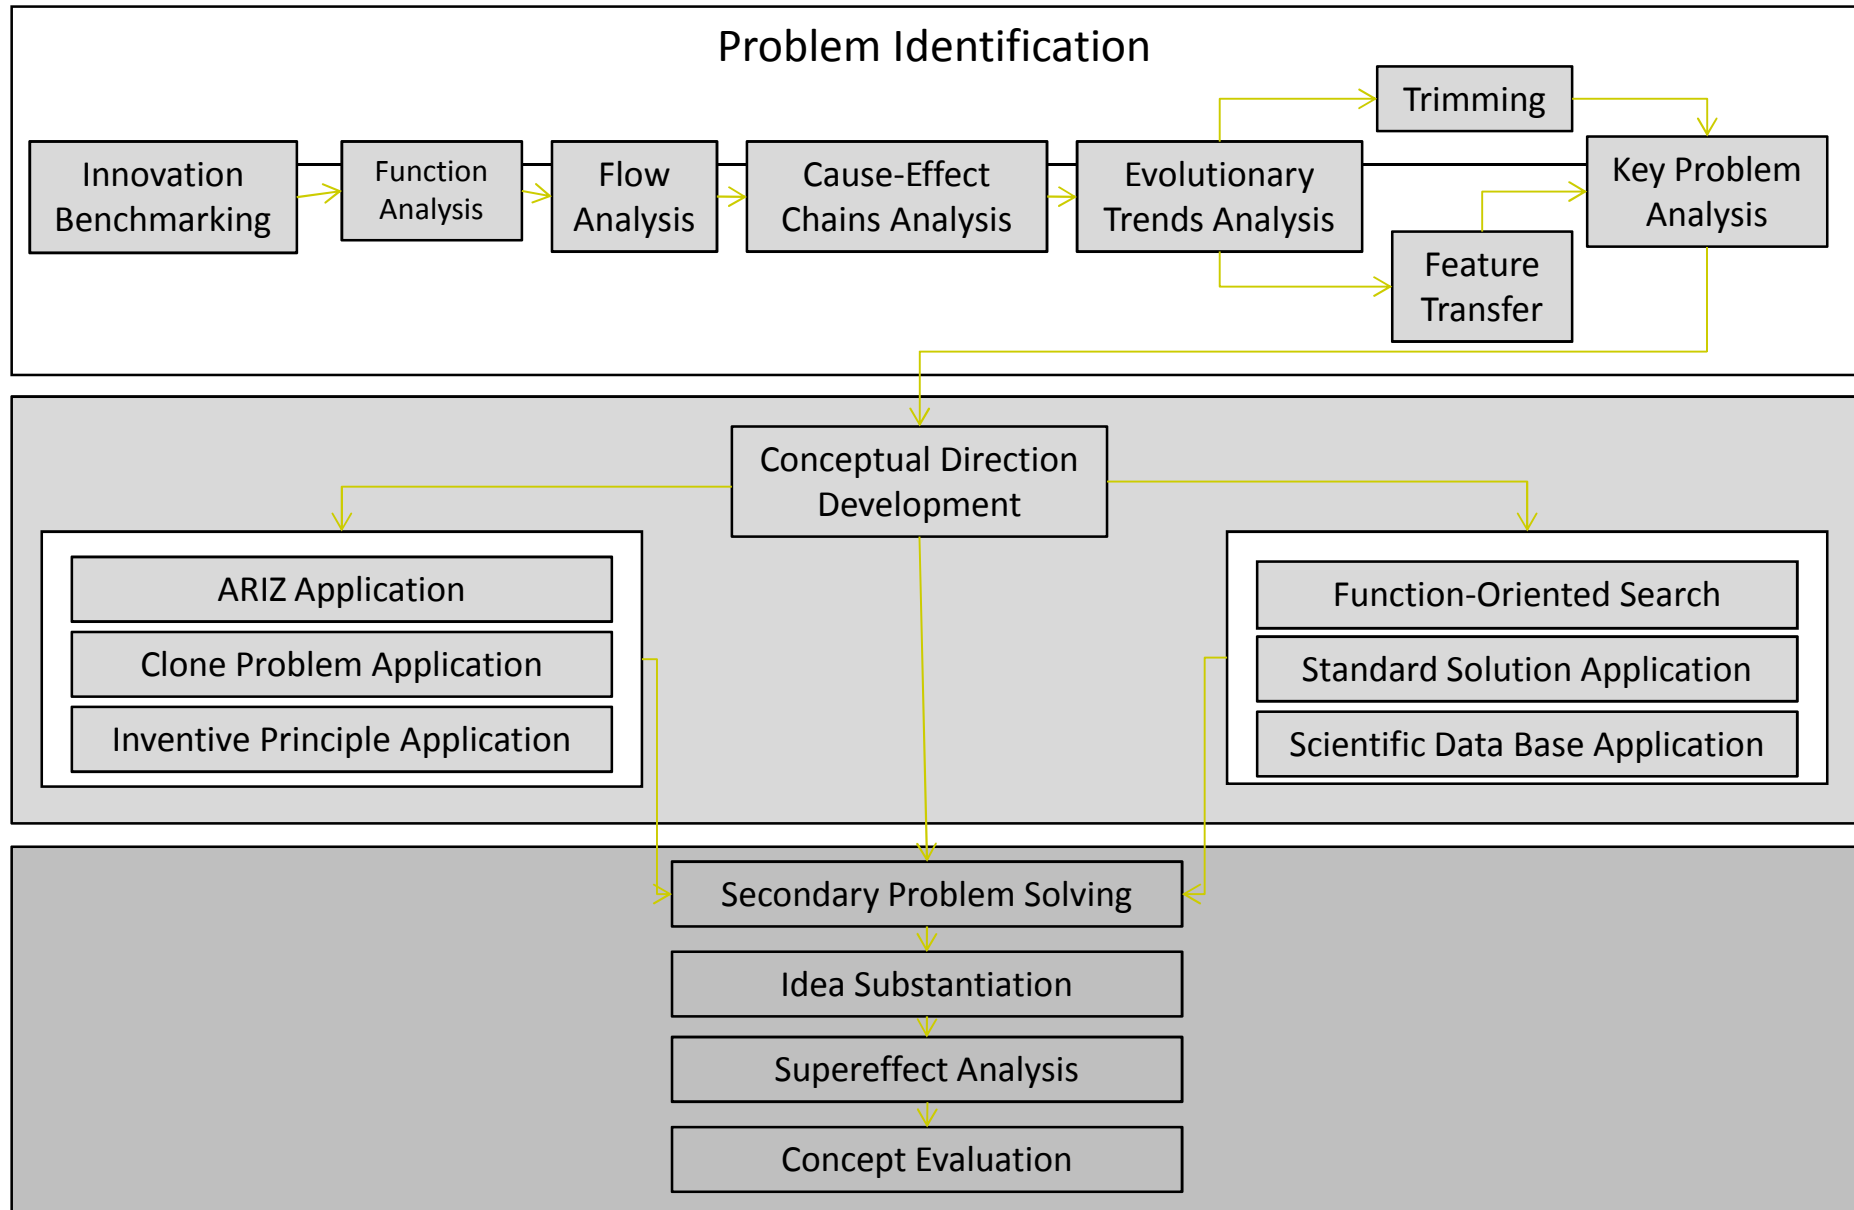 Problem Identification
Trimming
Innovation
Benchmarking
Function
Analysis
Flow
Analysis
Cause-Effect
Chains Analysis
Evolutionary
Trends Analysis
Key Problem
Analysis
Feature
Transfer
Conceptual Direction
Development
ARIZ Application
Clone Problem Application
Inventive Principle Application
Function-Oriented Search
Standard Solution Application
Scientific Data Base Application
Secondary Problem Solving
Idea Substantiation
Supereffect Analysis
Concept Evaluation